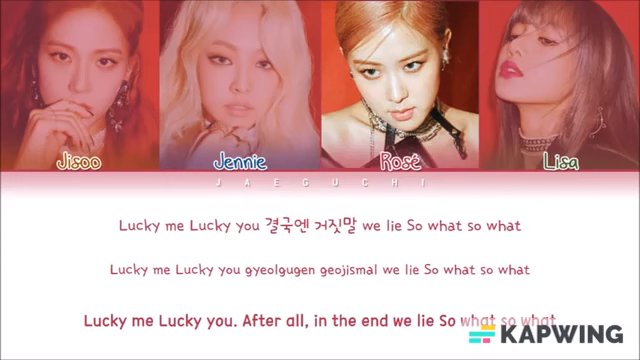 Jisoo Jennie Rosé Lisa
JAEGUCHI
Lucky me Lucky you 결국엔 거짓말 we lie So what so what
Lucky me Lucky you gyeolgugen geojismal we lie So what so what
Lucky me Lucky you. After all, in the end we lie So what so what
KAPWING